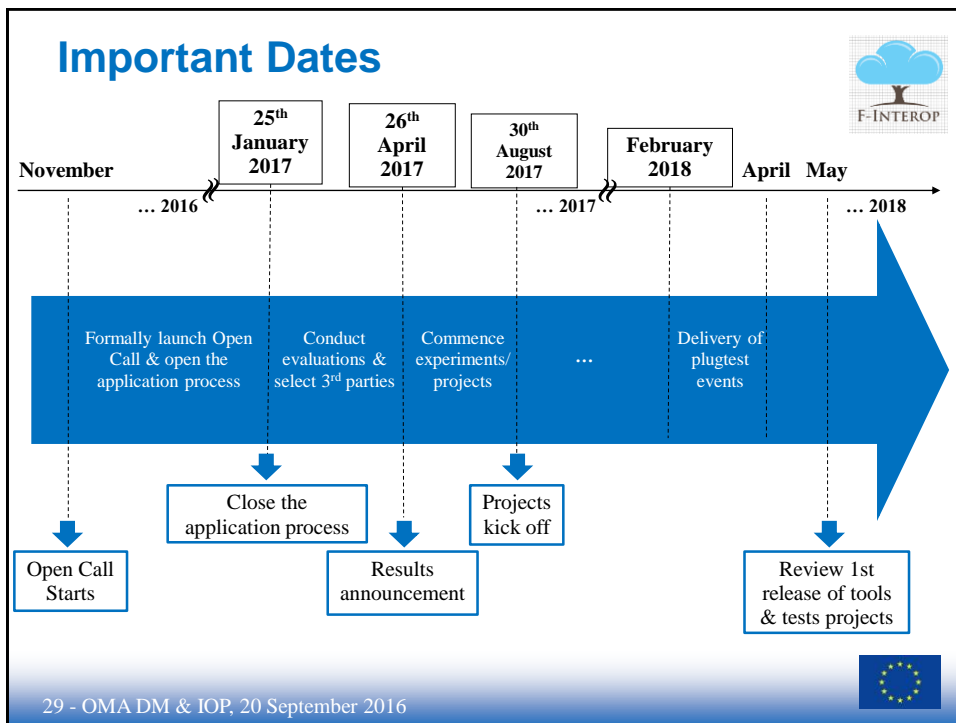 Important Dates
F-INTEROP
25th
January
2017
26th
April
2017
30th
August
2017
February
2018
November
April
May
... 2016
... 2017
... 2018
Formally launch Open
Call & open the
application process
Conduct
evaluations &
select 3rd parties
Commence
experiments/
projects
...
Delivery of
plugtest
events
Close the
application process
Projects
kick off
Open Call
Starts
Results
announcement
Review 1st
release of tools
& tests projects
29 - OMA DM & IOP, 20 September 2016